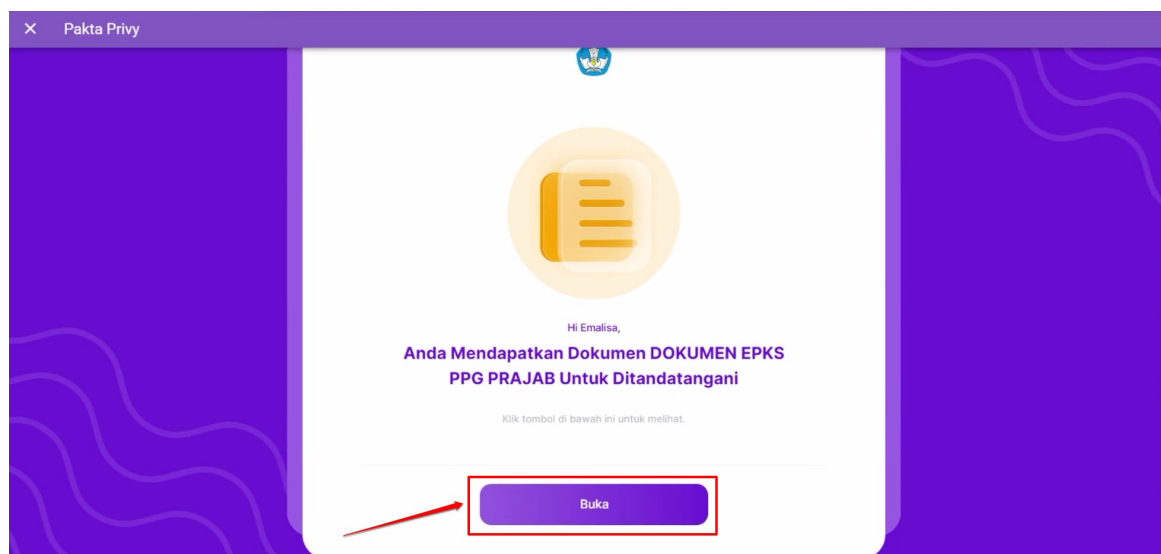 Pakta Privy
Hi Emalisa,
Anda Mendapatkan Dokumen DOKUMEN EPKS
PPG PRAJAB Untuk Ditandatangani
Klik tombol di bawah ini untuk melihat.
Buka